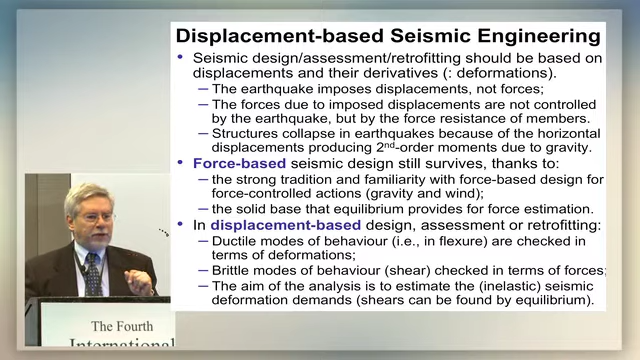 Displacement-based Seismic Engineering
• Seismic design/assessment/retrofitting should be based on
displacements and their derivatives (: deformations).
– The earthquake imposes displacements, not forces;
– The forces due to imposed displacements are not controlled
by the earthquake, but by the force resistance of members.
– Structures collapse in earthquakes because of the horizontal
displacements producing 2nd-order moments due to gravity.
• Force-based seismic design still survives, thanks to:
– the strong tradition and familiarity with force-based design for
force-controlled actions (gravity and wind);
– the solid base that equilibrium provides for force estimation.
• In displacement-based design, assessment or retrofitting:
– Ductile modes of behaviour (i.e., in flexure) are checked in
terms of deformations;
– Brittle modes of behaviour (shear) checked in terms of forces;
– The aim of the analysis is to estimate the (inelastic) seismic
deformation demands (shears can be found by equilibrium).
The Fourth
International